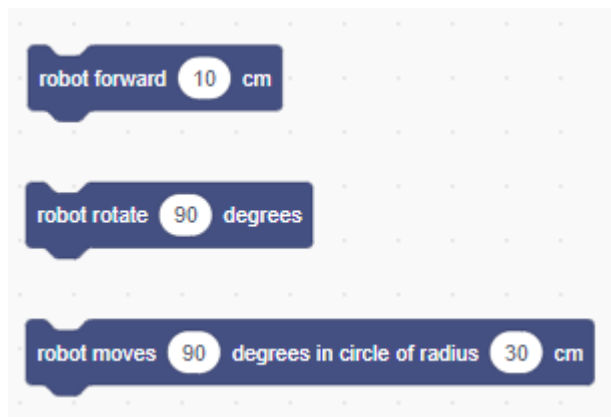 robot forward 10 cm
robot rotate 90 degrees
robot moves 90 degrees in circle of radius 30 cm